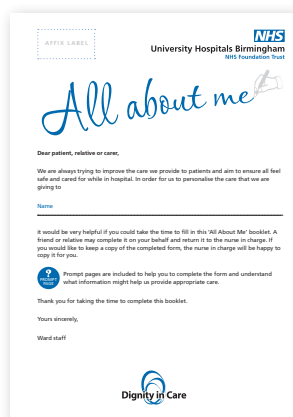 AFFIX LABEL
NHS
University Hospitals Birmingham
NHS Foundation Trust
All about me
Dear patient, relative or carer,
We are always trying to improve the care we provide to patients and aim to ensure all feel
safe and cared for while in hospital. In order for us to personalise the care that we are
giving to
Name
it would be very helpful if you could take the time to fill in this 'All About Me' booklet. A
friend or relative may complete it on your behalf and return it to the nurse in charge. If
you would like to keep a copy of the completed form, the nurse in charge will be happy to
copy it for you.
?
PROMPT
PAGE
Prompt pages are included to help you to complete the form and understand
what information might help us provide appropriate care.
Thank you for taking the time to complete this booklet.
Yours sincerely,
Ward staff
Dignity in Care